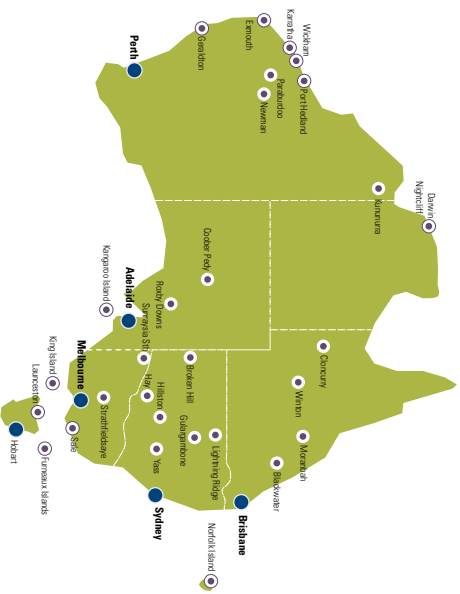 Darwin
Nightcliff
Kununurra
Cloncurry
Wickham
Port Hedland
Moranbah
Karratha
Winton
Paraburdoo
Blackwater
Newman
Exmouth
Brisbane
Lightning Ridge
Norfolk Island
Coober Pedy
Geraldton
Broken Hill
Gulargambone
Roxby Downs
Hillston
Yass
Sydney
Hay
Sunraysia Sth
Perth
Adelaide
Kangaroo Island
Strathfieldsaye
Melbourne
Sale
King Island
Furneaux Islands
Launceston
Hobart